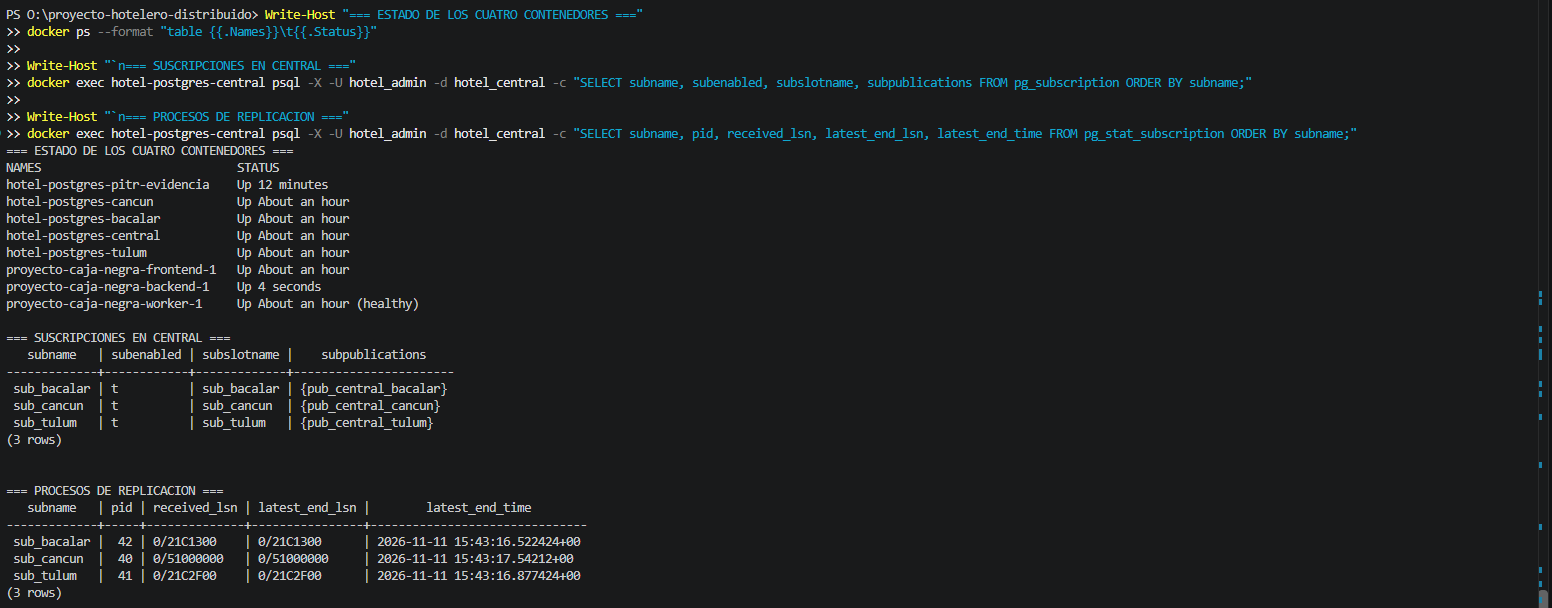 PS O:\proyecto-hotelero-distribuido> Write-Host "=== ESTADO DE LOS CUATRO CONTENEDORES ==="
>> docker ps --format "table {{.Names}}\t{{.Status}}"
>>
>> Write-Host "`n=== SUSCRIPCIONES EN CENTRAL ==="
>> docker exec hotel-postgres-central psql -X -U hotel_admin -d hotel_central -c "SELECT subname, subenabled, subslotname, subpublications FROM pg_subscription ORDER BY subname;"
>>
>> Write-Host "`n=== PROCESOS DE REPLICACION ==="
>> docker exec hotel-postgres-central psql -X -U hotel_admin -d hotel_central -c "SELECT subname, pid, received_lsn, latest_end_lsn, latest_end_time FROM pg_stat_subscription ORDER BY subname;"
=== ESTADO DE LOS CUATRO CONTENEDORES ===
NAMES                           STATUS
hotel-postgres-pitr-evidencia   Up 12 minutes
hotel-postgres-cancun           Up About an hour
hotel-postgres-bacalar          Up About an hour
hotel-postgres-central          Up About an hour
hotel-postgres-tulum            Up About an hour
proyecto-caja-negra-frontend-1  Up About an hour
proyecto-caja-negra-backend-1   Up 4 seconds
proyecto-caja-negra-worker-1    Up About an hour (healthy)

=== SUSCRIPCIONES EN CENTRAL ===
   subname   | subenabled | subslotname |    subpublications
-------------+------------+-------------+-----------------------
 sub_bacalar | t          | sub_bacalar | {pub_central_bacalar}
 sub_cancun  | t          | sub_cancun  | {pub_central_cancun}
 sub_tulum   | t          | sub_tulum   | {pub_central_tulum}
(3 rows)

=== PROCESOS DE REPLICACION ===
   subname   | pid | received_lsn | latest_end_lsn |        latest_end_time
-------------+-----+--------------+----------------+-------------------------------
 sub_bacalar |  42 | 0/21C1300    | 0/21C1300      | 2026-11-11 15:43:16.522424+00
 sub_cancun  |  40 | 0/51000000   | 0/51000000     | 2026-11-11 15:43:17.54212+00
 sub_tulum   |  41 | 0/21C2F00    | 0/21C2F00      | 2026-11-11 15:43:16.877424+00
(3 rows)